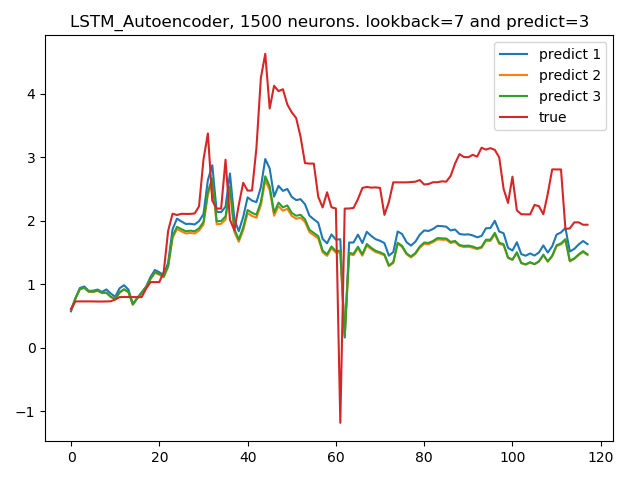 LSTM_Autoencoder, 1500 neurons. lookback=7 and predict=3
predict 1
predict 2
predict 3
true
4
3
2
1
0
−1
0 20 40 60 80 100 120